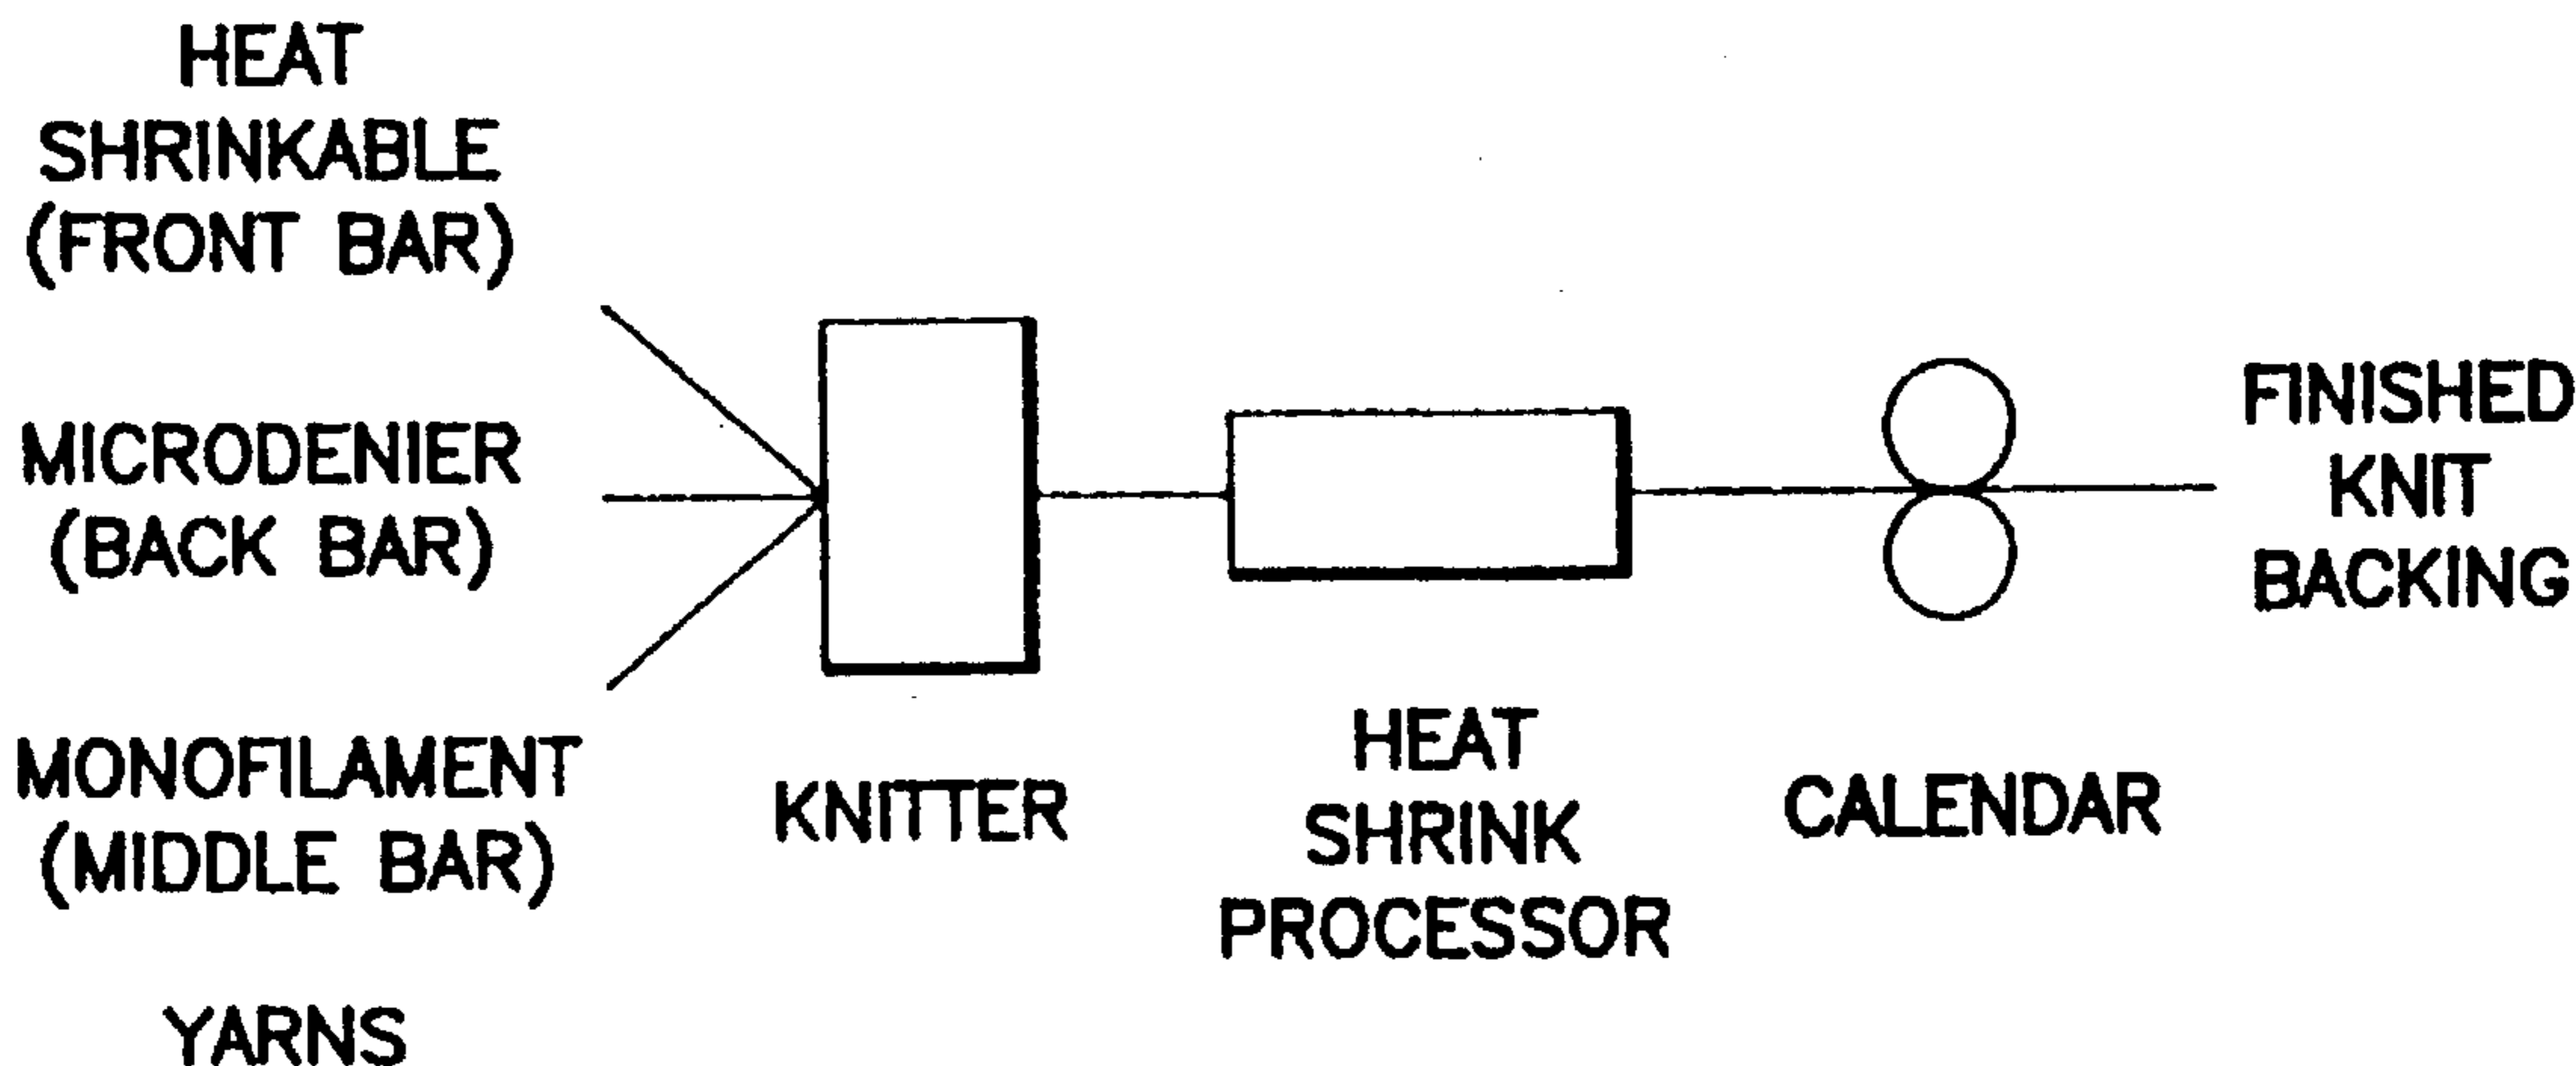 HEAT
SHRINKABLE
(FRONT BAR)
MICRODENIER
(BACK BAR)
MONOFILAMENT
(MIDDLE BAR)
YARNS
KNITTER
HEAT
SHRINK
PROCESSOR
CALENDAR
FINISHED
KNIT
BACKING